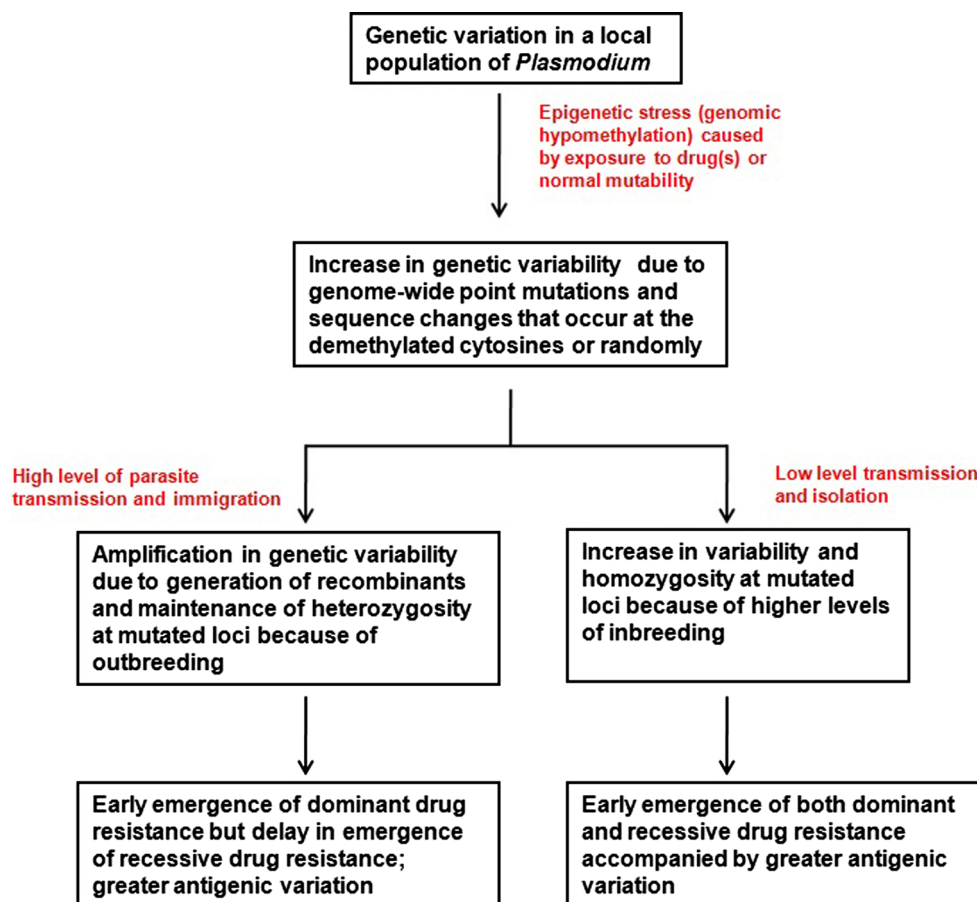 Genetic variation in a local
population of Plasmodium
Epigenetic stress (genomic
hypomethylation) caused
by exposure to drug(s) or
normal mutability
Increase in genetic variability due to
genome-wide point mutations and
sequence changes that occur at the
demethylated cytosines or randomly
High level of parasite
transmission and immigration
Low level transmission
and isolation
Amplification in genetic variability
due to generation of recombinants
and maintenance of heterozygosity
at mutated loci because of
outbreeding
Increase in variability and
homozygosity at mutated
loci because of higher levels
of inbreeding
Early emergence of dominant drug
resistance but delay in emergence
of recessive drug resistance;
greater antigenic variation
Early emergence of both dominant
and recessive drug resistance
accompanied by greater antigenic
variation